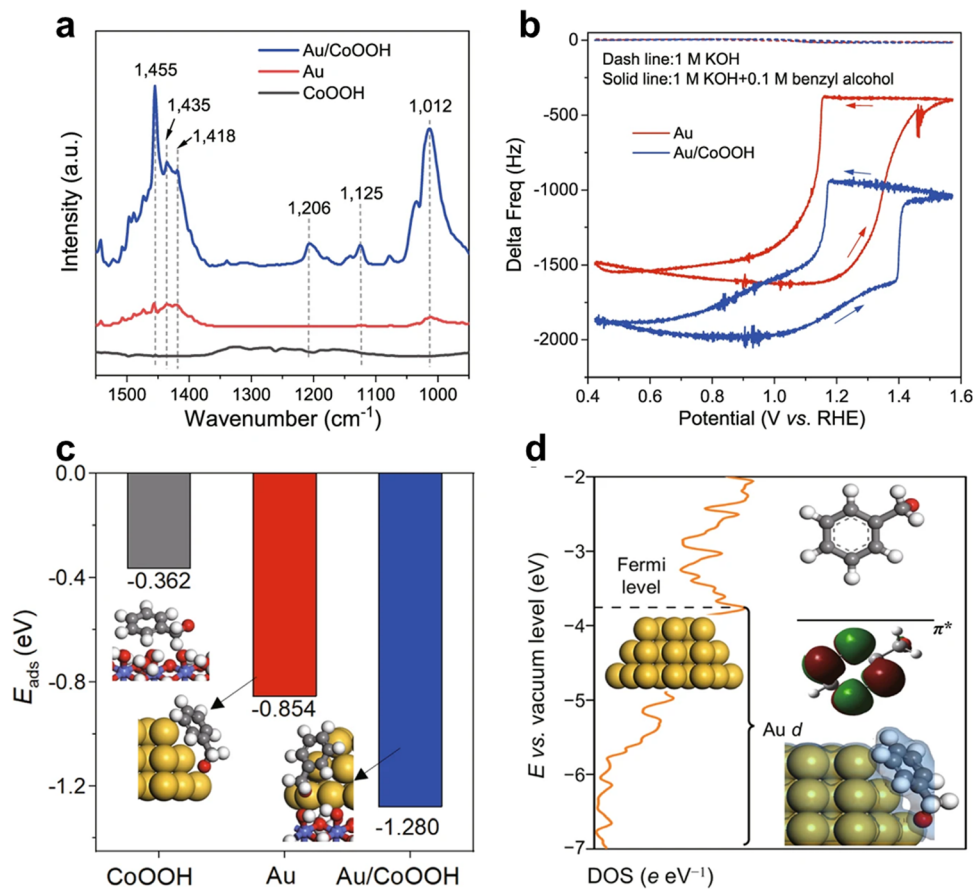 a
Au/CoOOH
Au
CoOOH
1,455
1,435
1,418
1,206
1,125
1,012
Intensity (a.u.)
1500
1400
1300
1200
1100
1000
Wavenumber (cm⁻¹)
b
Dash line:1 M KOH
Solid line:1 M KOH+0.1 M benzyl alcohol
Au
Au/CoOOH
0
-500
-1000
-1500
-2000
Delta Freq (Hz)
0.4
0.6
0.8
1.0
1.2
1.4
1.6
Potential (V vs. RHE)
c
0.0
-0.4
-0.8
-1.2
E_ads (eV)
-0.362
-0.854
-1.280
CoOOH
Au
Au/CoOOH
d
−2
−3
−4
−5
−6
−7
E vs. vacuum level (eV)
Fermi
level
π*
Au d
DOS (e eV⁻¹)